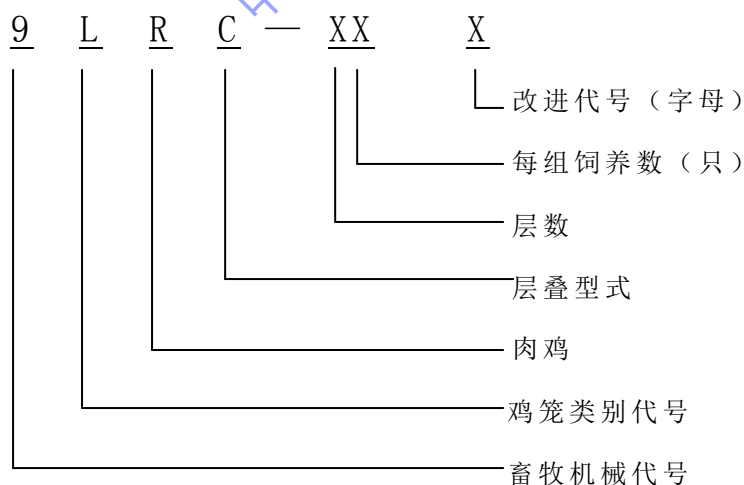 9 L R C — XX X
改进代号（字母）
每组饲养数（只）
层数
层叠型式
肉鸡
鸡笼类别代号
畜牧机械代号